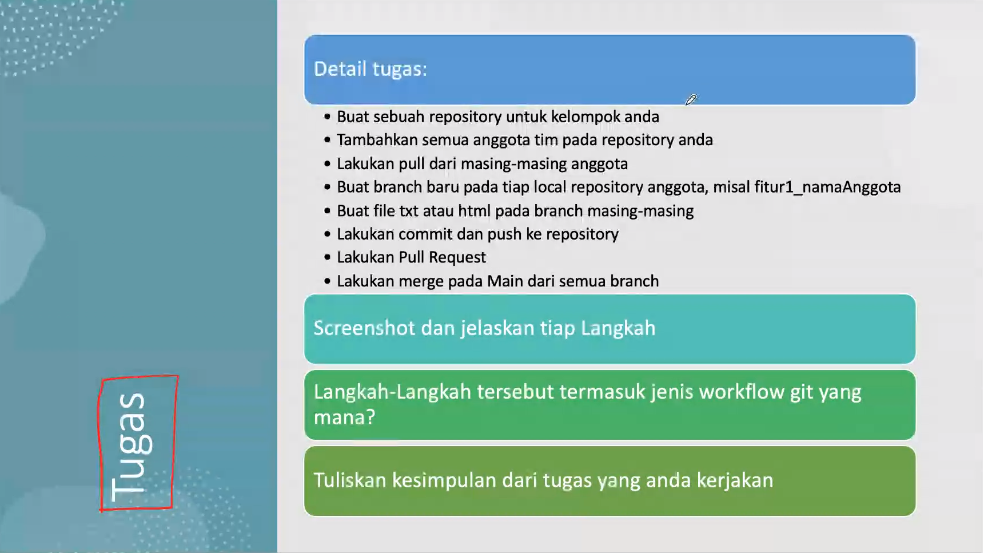 Tugas
Detail tugas:
• Buat sebuah repository untuk kelompok anda
• Tambahkan semua anggota tim pada repository anda
• Lakukan pull dari masing-masing anggota
• Buat branch baru pada tiap local repository anggota, misal fitur1_namaAnggota
• Buat file txt atau html pada branch masing-masing
• Lakukan commit dan push ke repository
• Lakukan Pull Request
• Lakukan merge pada Main dari semua branch
Screenshot dan jelaskan tiap Langkah
Langkah-Langkah tersebut termasuk jenis workflow git yang
mana?
Tuliskan kesimpulan dari tugas yang anda kerjakan